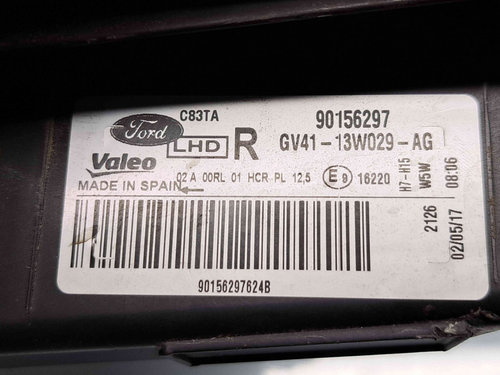 C83TA
90156297
Ford
LHD R
GV41-13W029-AG
Valeo
02 A 00RL 01 HCR PL 12,5 E9 16220
MADE IN SPAIN
H7-H15
W5W
2126 08:06
02/05/17
90156297624B